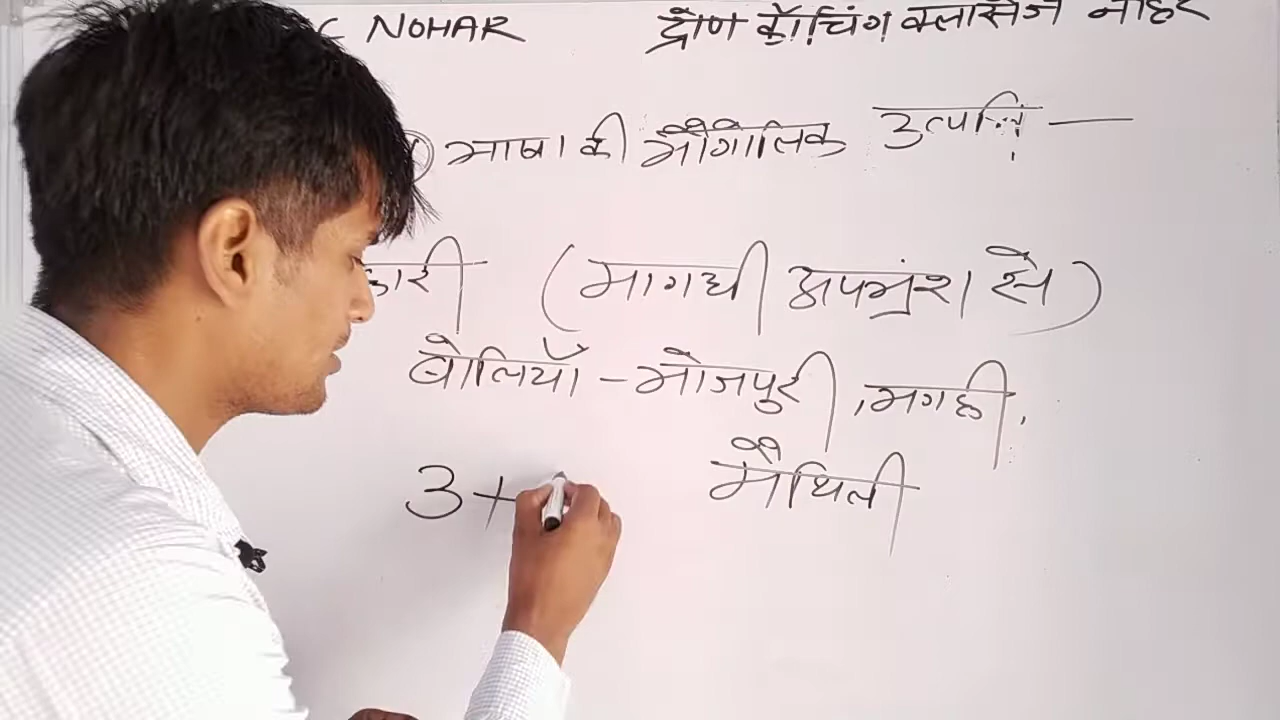 NOHAR द्रोण कॉचिंग क्लासेज नोहर
भाषा की भौगोलिक उत्पत्ति —
(मागधी अपभ्रंश से)
बोलियाँ - भोजपुरी, मगही,
मैथिली
3+